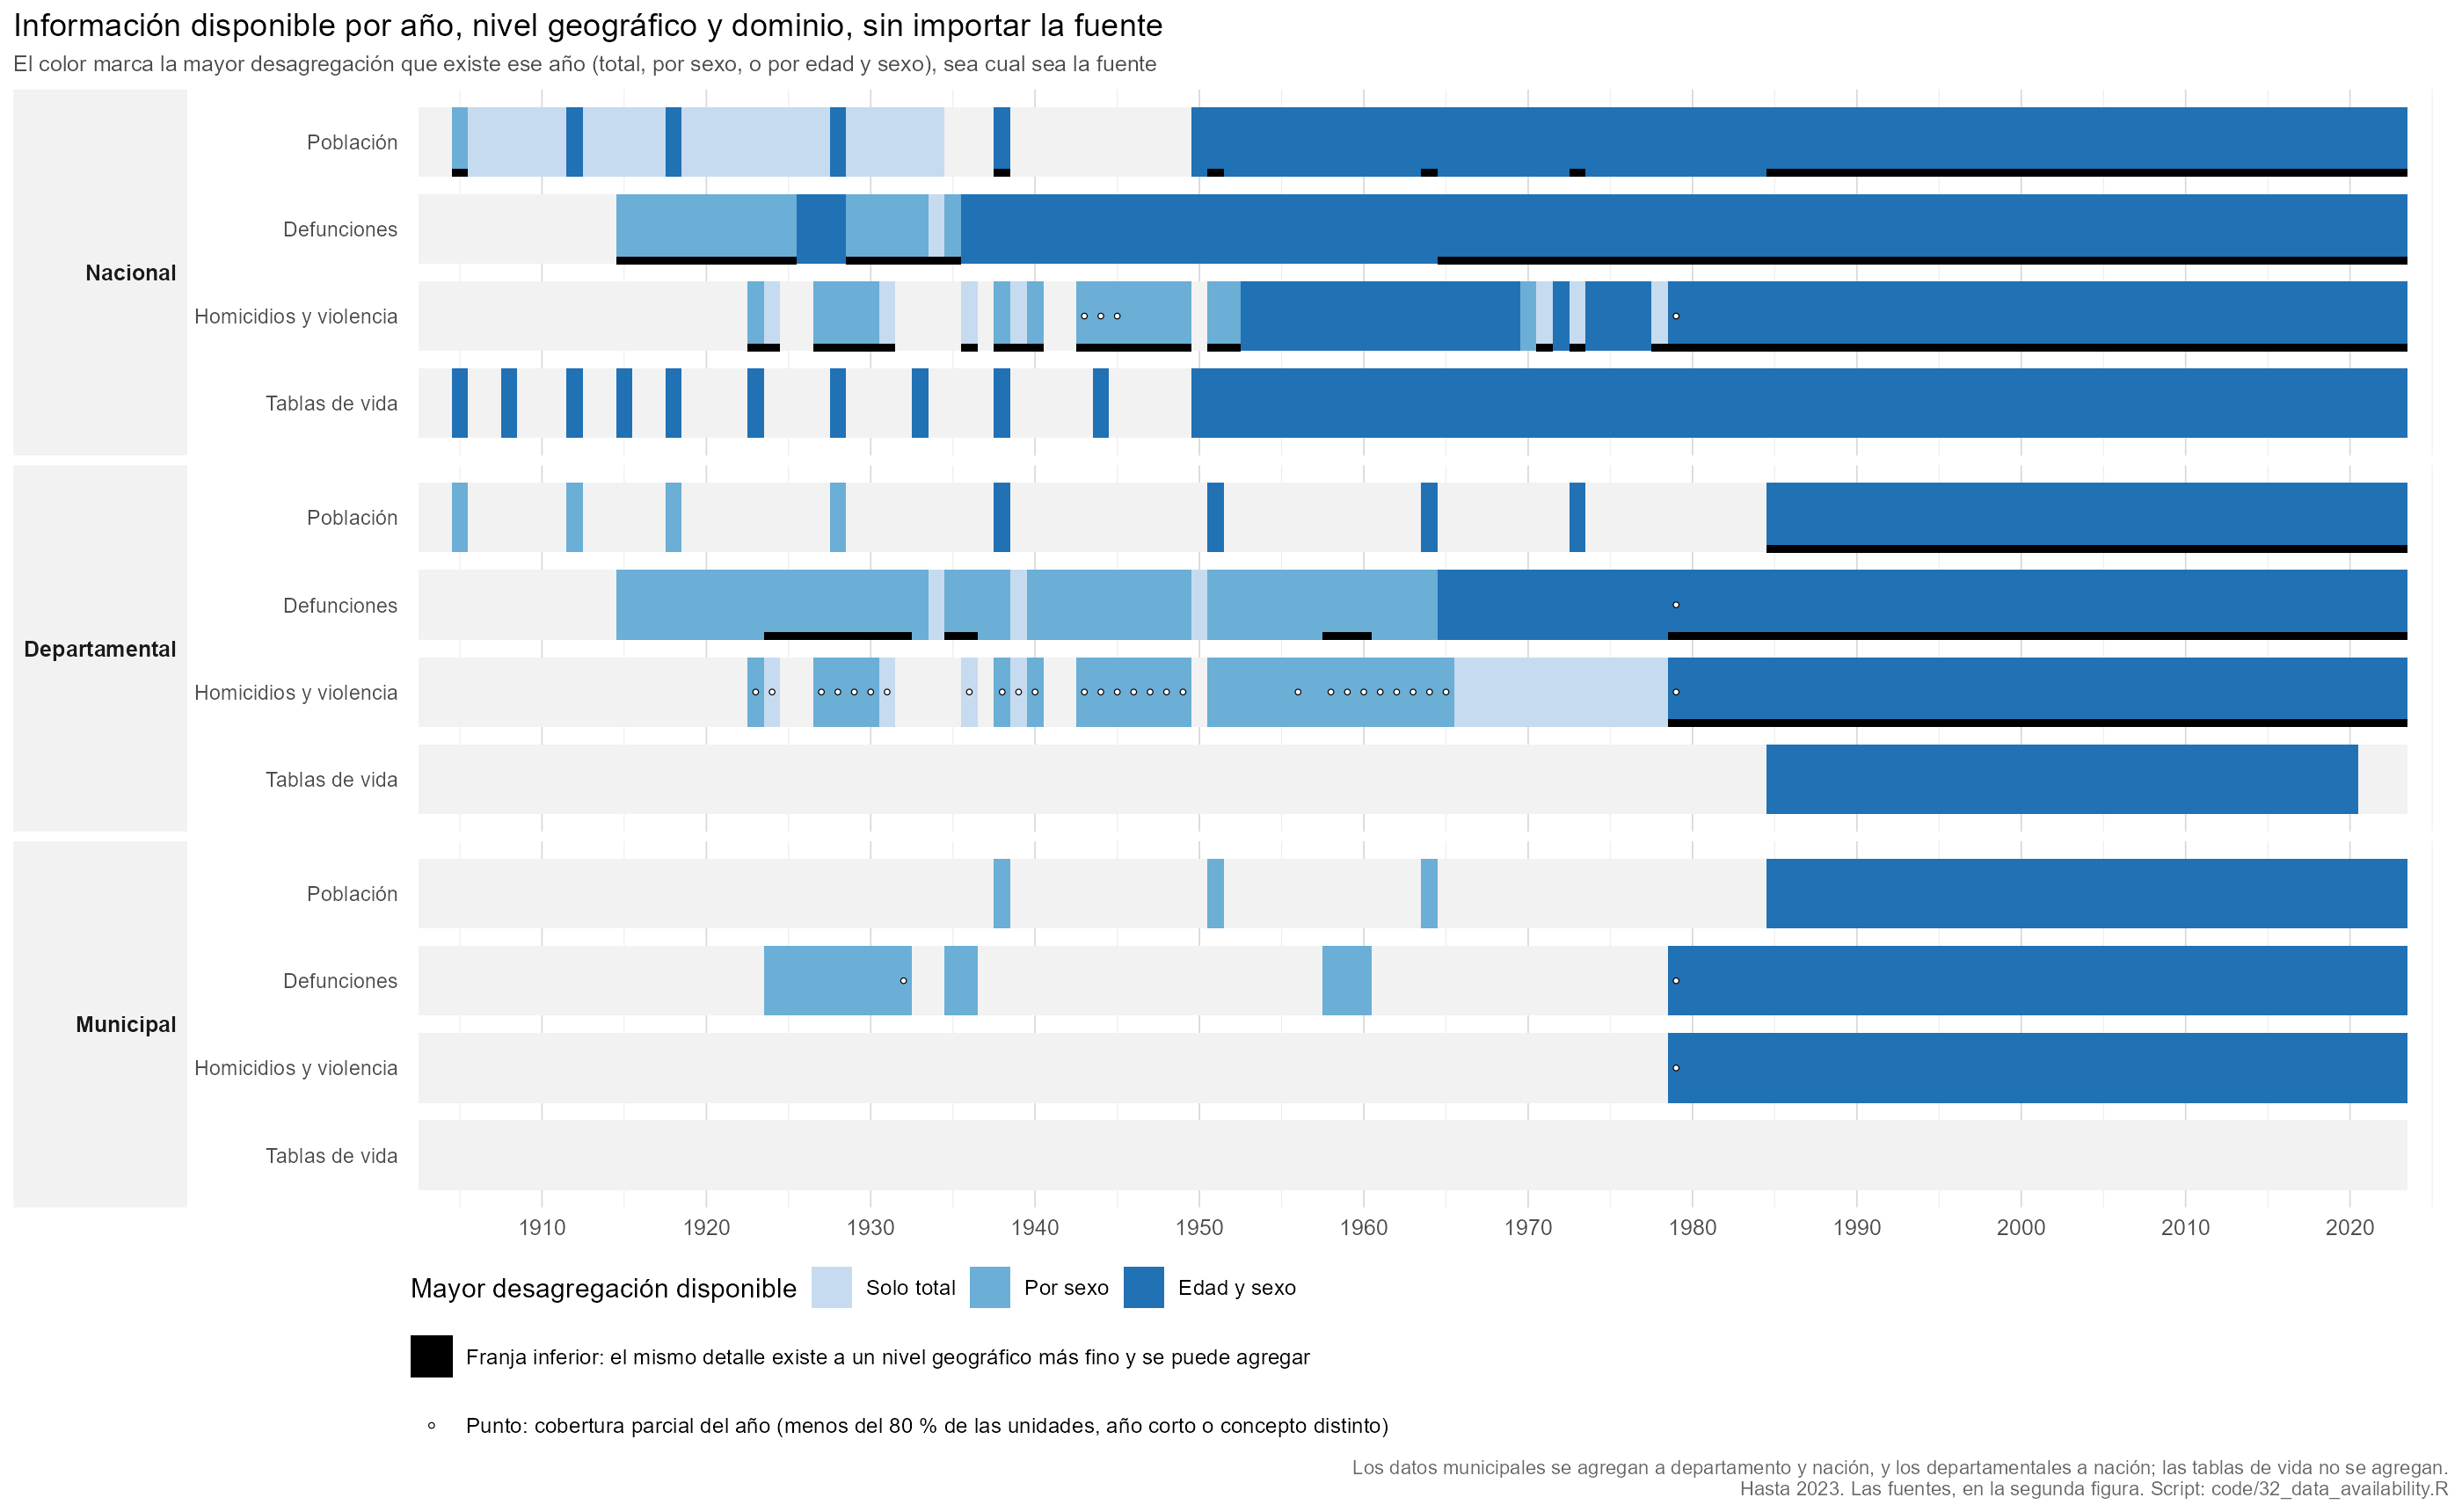 Información disponible por año, nivel geográfico y dominio, sin importar la fuente
El color marca la mayor desagregación que existe ese año (total, por sexo, o por edad y sexo), sea cual sea la fuente
Nacional
Población
Defunciones
Homicidios y violencia
Tablas de vida
Departamental
Población
Defunciones
Homicidios y violencia
Tablas de vida
Municipal
Población
Defunciones
Homicidios y violencia
Tablas de vida
1910 1920 1930 1940 1950 1960 1970 1980 1990 2000 2010 2020
Mayor desagregación disponible Solo total Por sexo Edad y sexo
Franja inferior: el mismo detalle existe a un nivel geográfico más fino y se puede agregar
Punto: cobertura parcial del año (menos del 80 % de las unidades, año corto o concepto distinto)
Los datos municipales se agregan a departamento y nación, y los departamentales a nación; las tablas de vida no se agregan.
Hasta 2023. Las fuentes, en la segunda figura. Script: code/32_data_availability.R